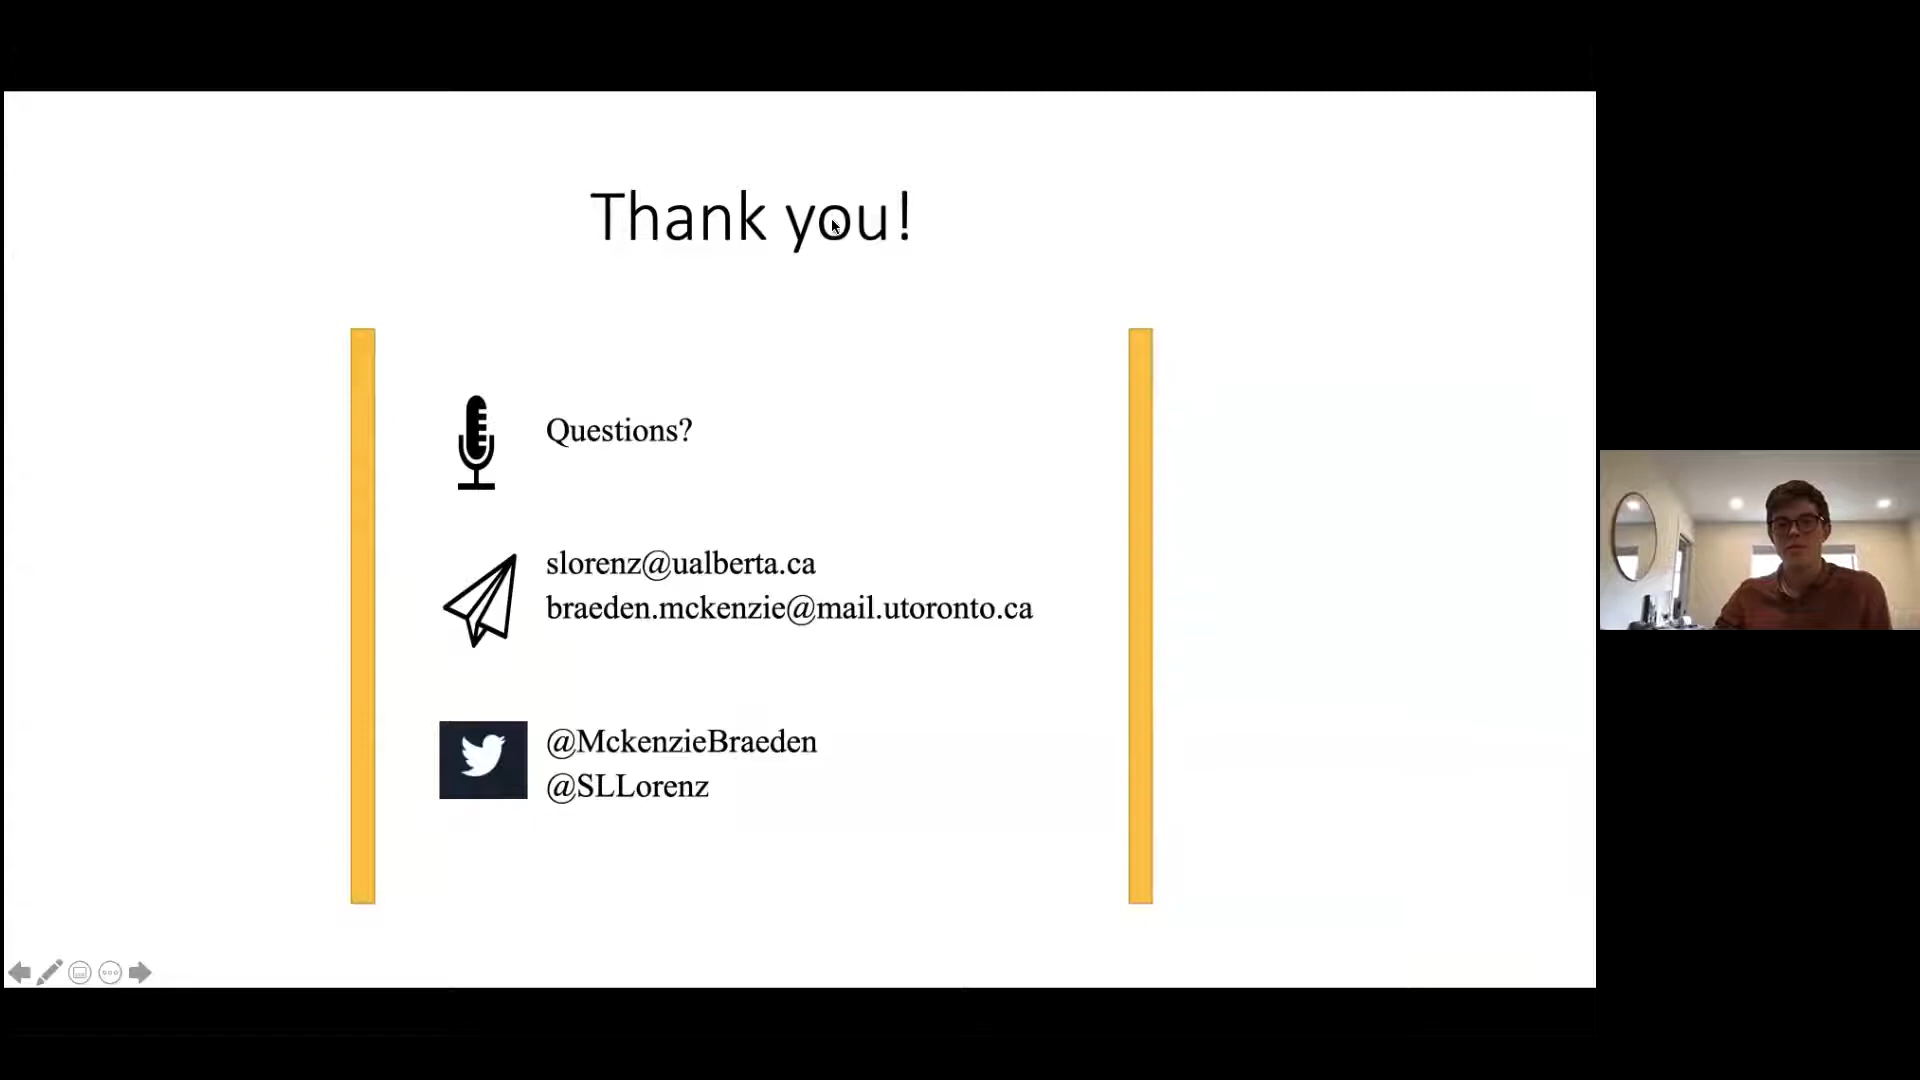 Thank you!
Questions?
slorenz@ualberta.ca
braeden.mckenzie@mail.utoronto.ca
@MckenzieBraeden
@SLLorenz